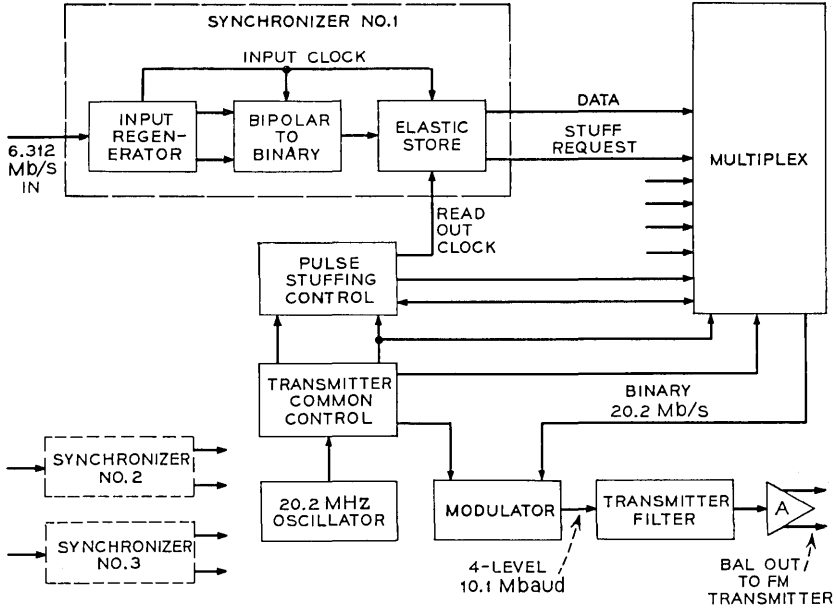 SYNCHRONIZER NO.1
INPUT CLOCK
INPUT
REGEN-
ERATOR
BIPOLAR
TO
BINARY
ELASTIC
STORE
6.312
Mb/s
IN
DATA
STUFF
REQUEST
MULTIPLEX
READ
OUT
CLOCK
PULSE
STUFFING
CONTROL
TRANSMITTER
COMMON
CONTROL
BINARY
20.2 Mb/s
SYNCHRONIZER
NO.2
SYNCHRONIZER
NO.3
20.2 MHz
OSCILLATOR
MODULATOR
TRANSMITTER
FILTER
A
4-LEVEL
10.1 Mbaud
BAL OUT
TO FM
TRANSMITTER